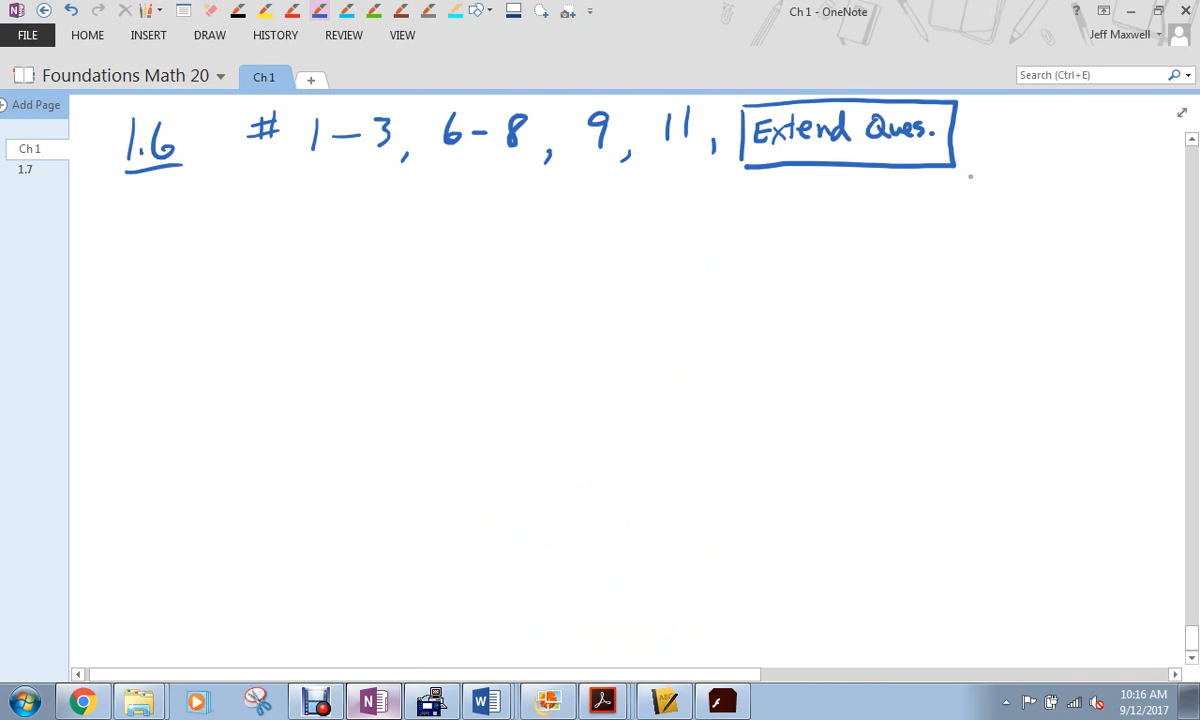 Ch 1 - OneNote
?
Jeff Maxwell
FILE HOME INSERT DRAW HISTORY REVIEW VIEW
Foundations Math 20 Ch 1 +
Search (Ctrl+E)
Add Page
Ch 1
1.7
1.6 # 1 - 3, 6 - 8, 9, 11, Extend Ques.
10:16 AM
9/12/2017